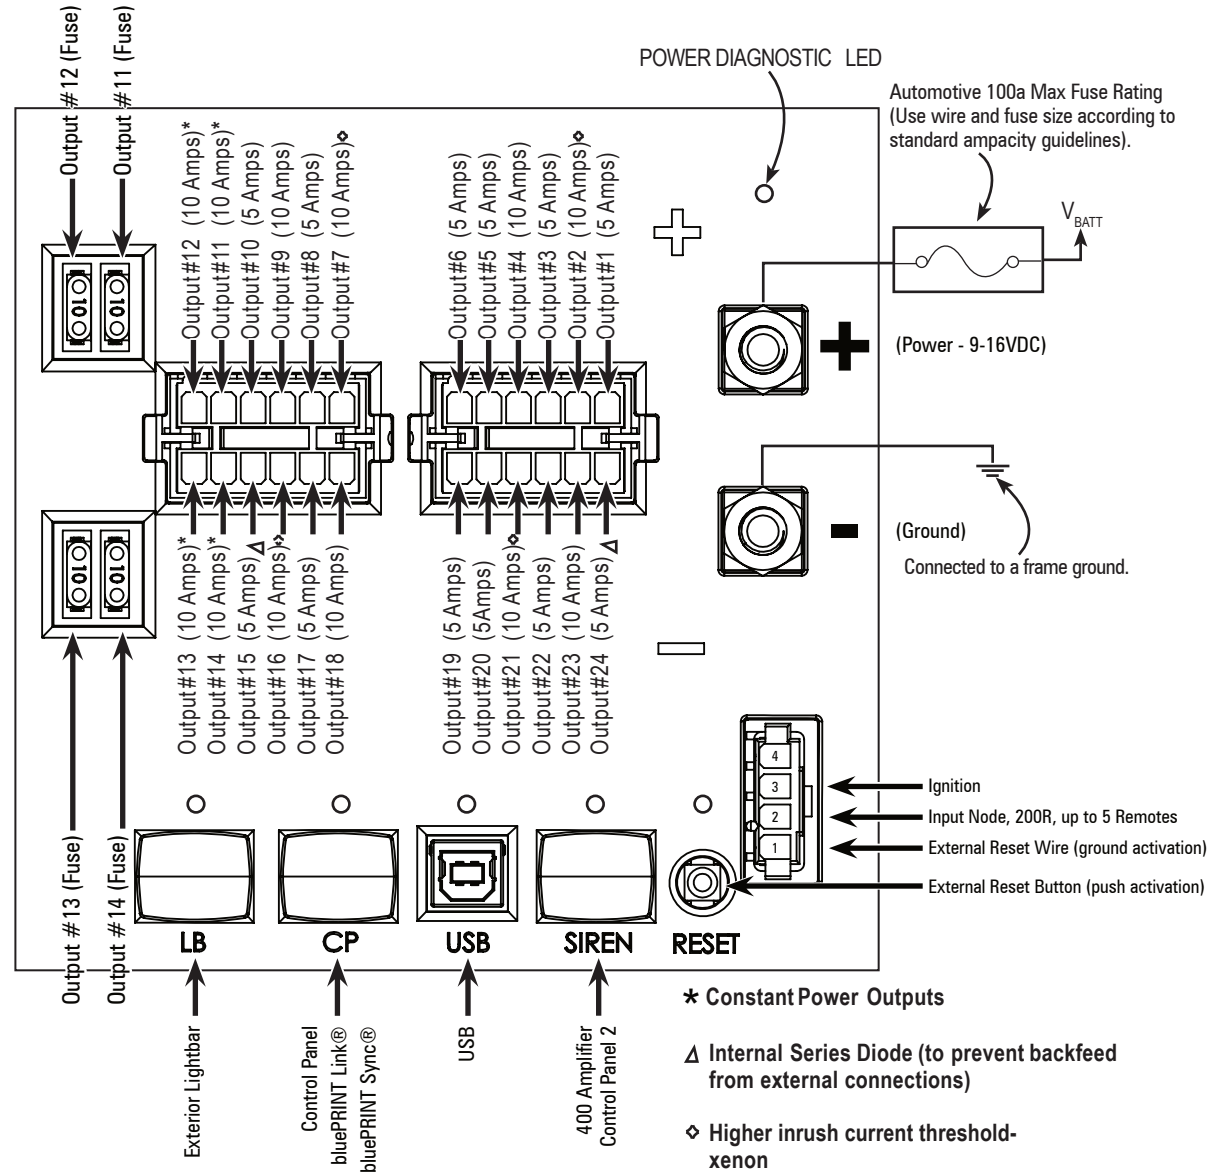 Output #12 (Fuse)
Output #11 (Fuse)
POWER DIAGNOSTIC LED
Automotive 100a Max Fuse Rating
(Use wire and fuse size according to
standard ampacity guidelines).
V BATT
Output#12 (10 Amps)*
Output#11 (10 Amps)*
Output#10 (5 Amps)
Output#9 (10 Amps)
Output#8 (5 Amps)
Output#7 (10 Amps)⋄
Output#6 (5 Amps)
Output#5 (5 Amps)
Output#4 (10 Amps)
Output#3 (5 Amps)
Output#2 (10 Amps)⋄
Output#1 (5 Amps)
10
10
+
+
(Power - 9-16VDC)
-
(Ground)
Connected to a frame ground.
10
10
Output#13 (10 Amps)*
Output#14 (10 Amps)*
Output#15 (5 Amps)Δ
Output#16 (10 Amps)⋄
Output#17 (5 Amps)
Output#18 (10 Amps)
Output#19 (5 Amps)
Output#20 (5Amps)
Output#21 (10 Amps)⋄
Output#22 (5 Amps)
Output#23 (10 Amps)
Output#24 (5 Amps)Δ
4
3
2
1
Ignition
Input Node, 200R, up to 5 Remotes
External Reset Wire (ground activation)
External Reset Button (push activation)
Output #13 (Fuse)
Output #14 (Fuse)
LB
CP
USB
SIREN
RESET
Exterior Lightbar
Control Panel
bluePRINT Link®
bluePRINT Sync®
USB
400 Amplifier
Control Panel 2
* Constant Power Outputs
Δ Internal Series Diode (to prevent backfeed
from external connections)
⋄ Higher inrush current threshold-
xenon